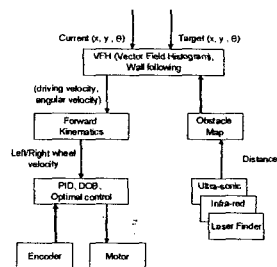 Current (x, y, θ)
Target (x, y, θ)
VFH (Vector Field Histogram),
Wall following
(driving velocity,
angular velocity)
Forward
Kinematics
Obstacle
Map
Left/Right wheel
velocity
Distance
PID, DOB,
Optimal control
Ultra-sonic
Infra-red
Laser Finder
Encoder
Motor